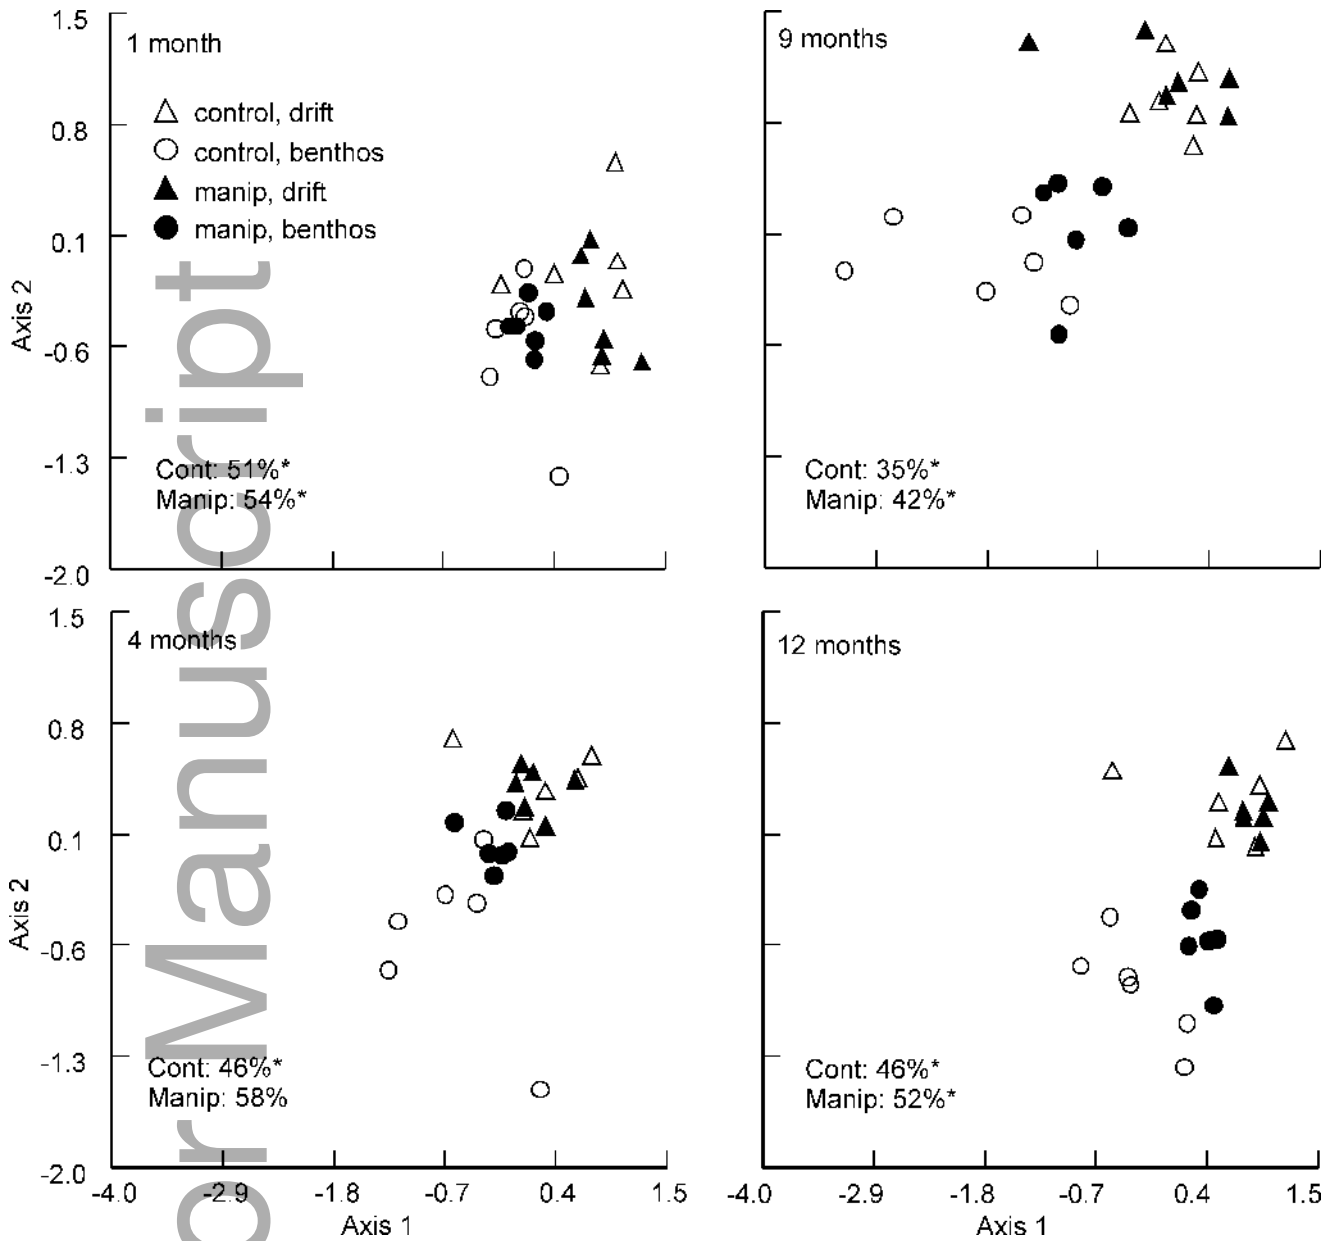 1.5
1 month
control, drift
control, benthos
manip, drift
manip, benthos
0.8
0.1
-0.6
-1.3
-2.0
Axis 2
Cont: 51%*
Manip: 54%*
9 months
Cont: 35%*
Manip: 42%*
1.5
4 months
0.8
0.1
-0.6
-1.3
-2.0
Axis 2
Cont: 46%*
Manip: 58%
-4.0 -2.9 -1.8 -0.7 0.4 1.5
Axis 1
12 months
Cont: 46%*
Manip: 52%*
-4.0 -2.9 -1.8 -0.7 0.4 1.5
Axis 1
or Manuscript